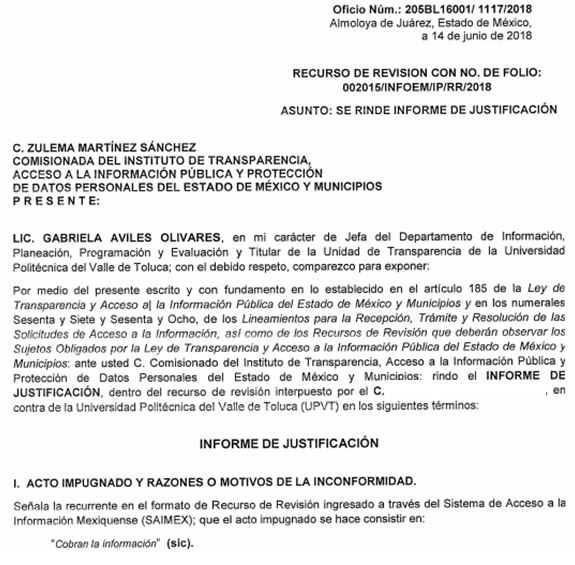 Oficio Núm.: 205BL16001/ 1117/2018
Almoloya de Juárez, Estado de México,
a 14 de junio de 2018
RECURSO DE REVISION CON NO. DE FOLIO:
002015/INFOEM/IP/RR/2018
ASUNTO: SE RINDE INFORME DE JUSTIFICACIÓN
C. ZULEMA MARTÍNEZ SÁNCHEZ
COMISIONADA DEL INSTITUTO DE TRANSPARENCIA,
ACCESO A LA INFORMACIÓN PÚBLICA Y PROTECCIÓN
DE DATOS PERSONALES DEL ESTADO DE MÉXICO Y MUNICIPIOS
P R E S E N T E :
LIC. GABRIELA AVILES OLIVARES, en mi carácter de Jefa del Departamento de Información,
Planeación, Programación y Evaluación y Titular de la Unidad de Transparencia de la Universidad
Politécnica del Valle de Toluca; con el debido respeto, comparezco para exponer:
Por medio del presente escrito y con fundamento en lo establecido en el artículo 185 de la Ley de
Transparencia y Acceso a| la Información Pública del Estado de México y Municipios y en los numerales
Sesenta y Siete y Sesenta y Ocho, de los Lineamientos para la Recepción, Trámite y Resolución de las
Solicitudes de Acceso a la Información, así como de los Recursos de Revisión que deberán observar los
Sujetos Obligados por la Ley de Transparencia y Acceso a la Información Pública del Estado de México y
Municipios: ante usted C. Comisionado del Instituto de Transparencia, Acceso a la Información Pública y
Protección de Datos Personales del Estado de México y Municipios: rindo el INFORME DE
JUSTIFICACIÓN, dentro del recurso de revisión interpuesto por el C. , en
contra de la Universidad Politécnica del Valle de Toluca (UPVT) en los siguientes términos:
INFORME DE JUSTIFICACIÓN
I. ACTO IMPUGNADO Y RAZONES O MOTIVOS DE LA INCONFORMIDAD.
Señala la recurrente en el formato de Recurso de Revisión ingresado a través del Sistema de Acceso a la
Información Mexiquense (SAIMEX); que el acto impugnado se hace consistir en:
"Cobran la información" (sic).